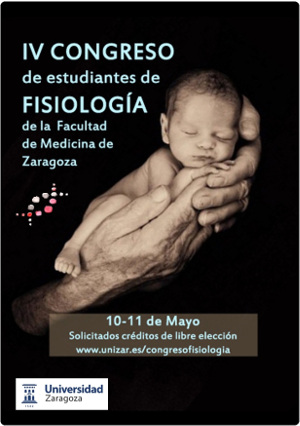 IV CONGRESO
de estudiantes de
FISIOLOGÍA
de la Facultad
de Medicina de
Zaragoza
10-11 de Mayo
Solicitados créditos de libre elección
www.unizar.es/congresofisiologia
Universidad
Zaragoza